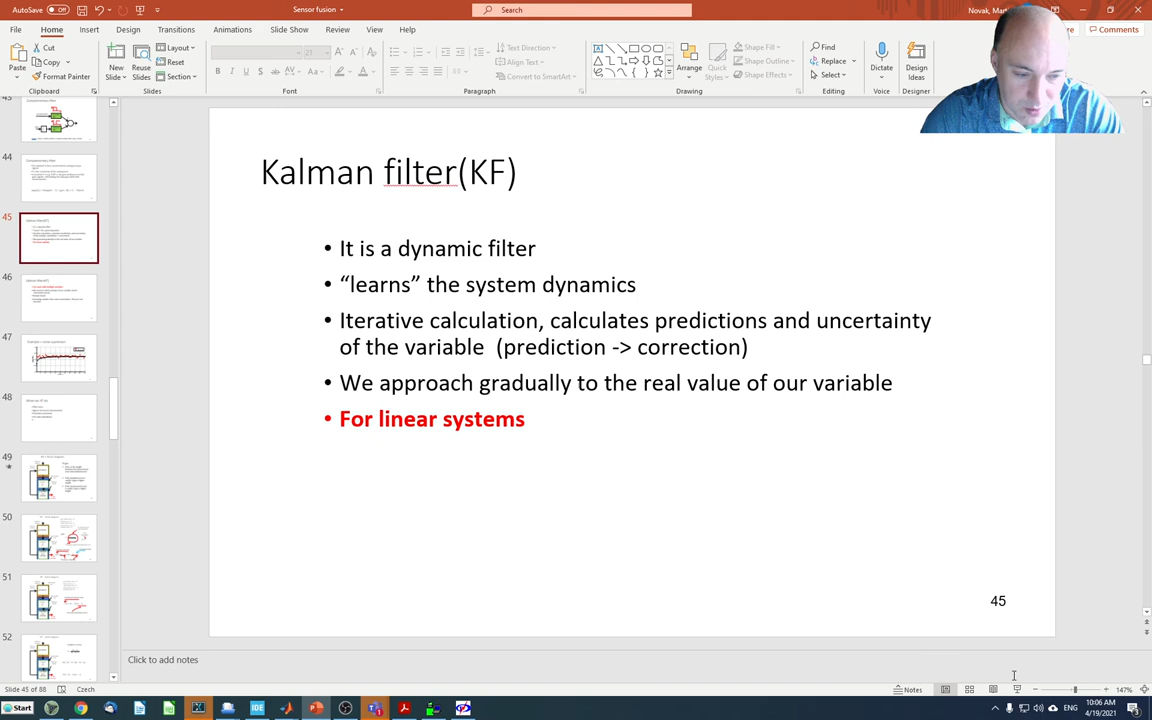 AutoSave
Off
Sensor fusion
Search
Novak, Mart
File
Home
Insert
Design
Transitions
Animations
Slide Show
Review
View
Help
Comments
Paste
Cut
Copy
Format Painter
Clipboard
New
Slide
Reuse
Slides
Layout
Reset
Section
Slides
21
Font
Text Direction
Align Text
Convert to SmartArt
Paragraph
Arrange
Quick
Styles
Shape Fill
Shape Outline
Shape Effects
Drawing
Find
Replace
Select
Editing
Dictate
Voice
Design
Ideas
Designer
44
45
46
47
48
49
50
51
52
Kalman filter(KF)
• It is a dynamic filter
• “learns” the system dynamics
• Iterative calculation, calculates predictions and uncertainty
of the variable (prediction -> correction)
• We approach gradually to the real value of our variable
• For linear systems
45
Click to add notes
Slide 45 of 88
Czech
Notes
147%
Start
IDE
ENG
10:06 AM
4/19/2021